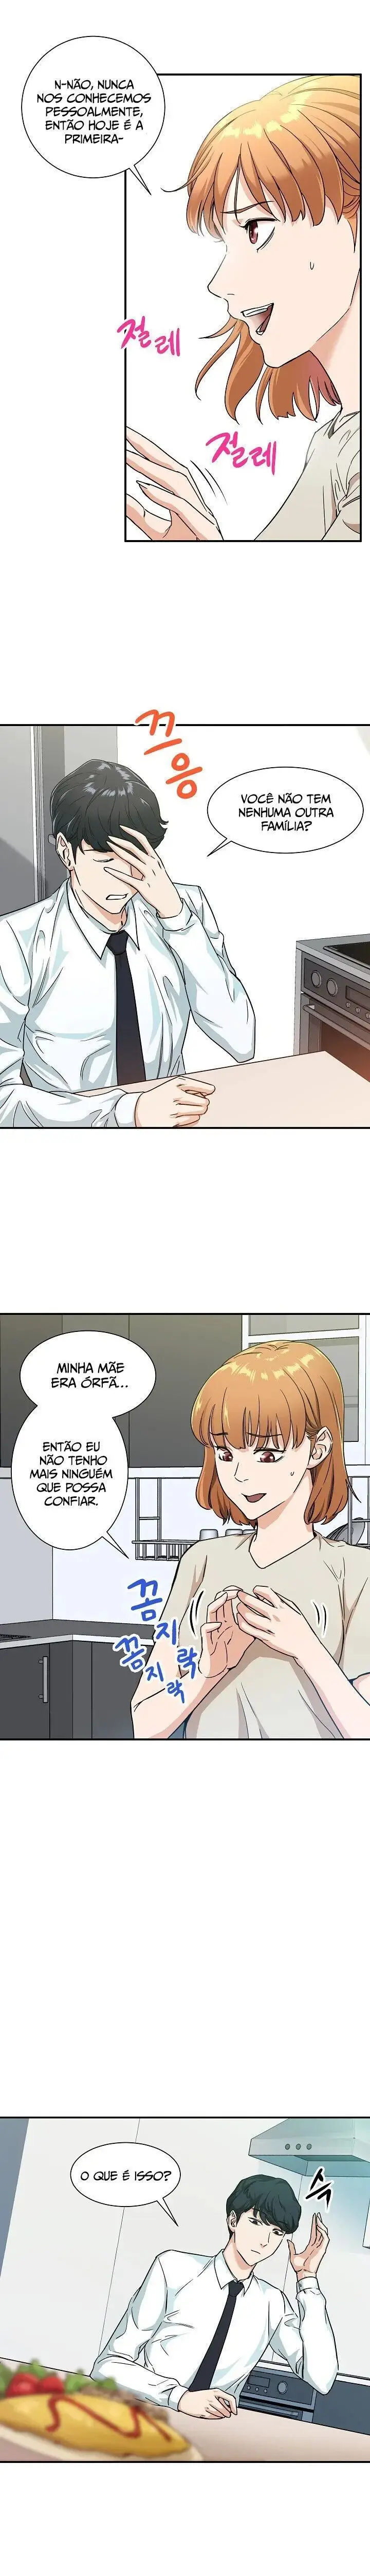 N-NÃO, NUNCA
NOS CONHECEMOS
PESSOALMENTE,
ENTÃO HOJE É A
PRIMEIRA-
절레
절레
끄응
VOCÊ NÃO TEM
NENHUMA OUTRA
FAMÍLIA?
MINHA MÃE
ERA ÓRFÃ...
ENTÃO EU
NÃO TENHO
MAIS NINGUÉM
QUE POSSA
CONFIAR.
꼼지락
꼼지락
O QUE É ISSO?
스